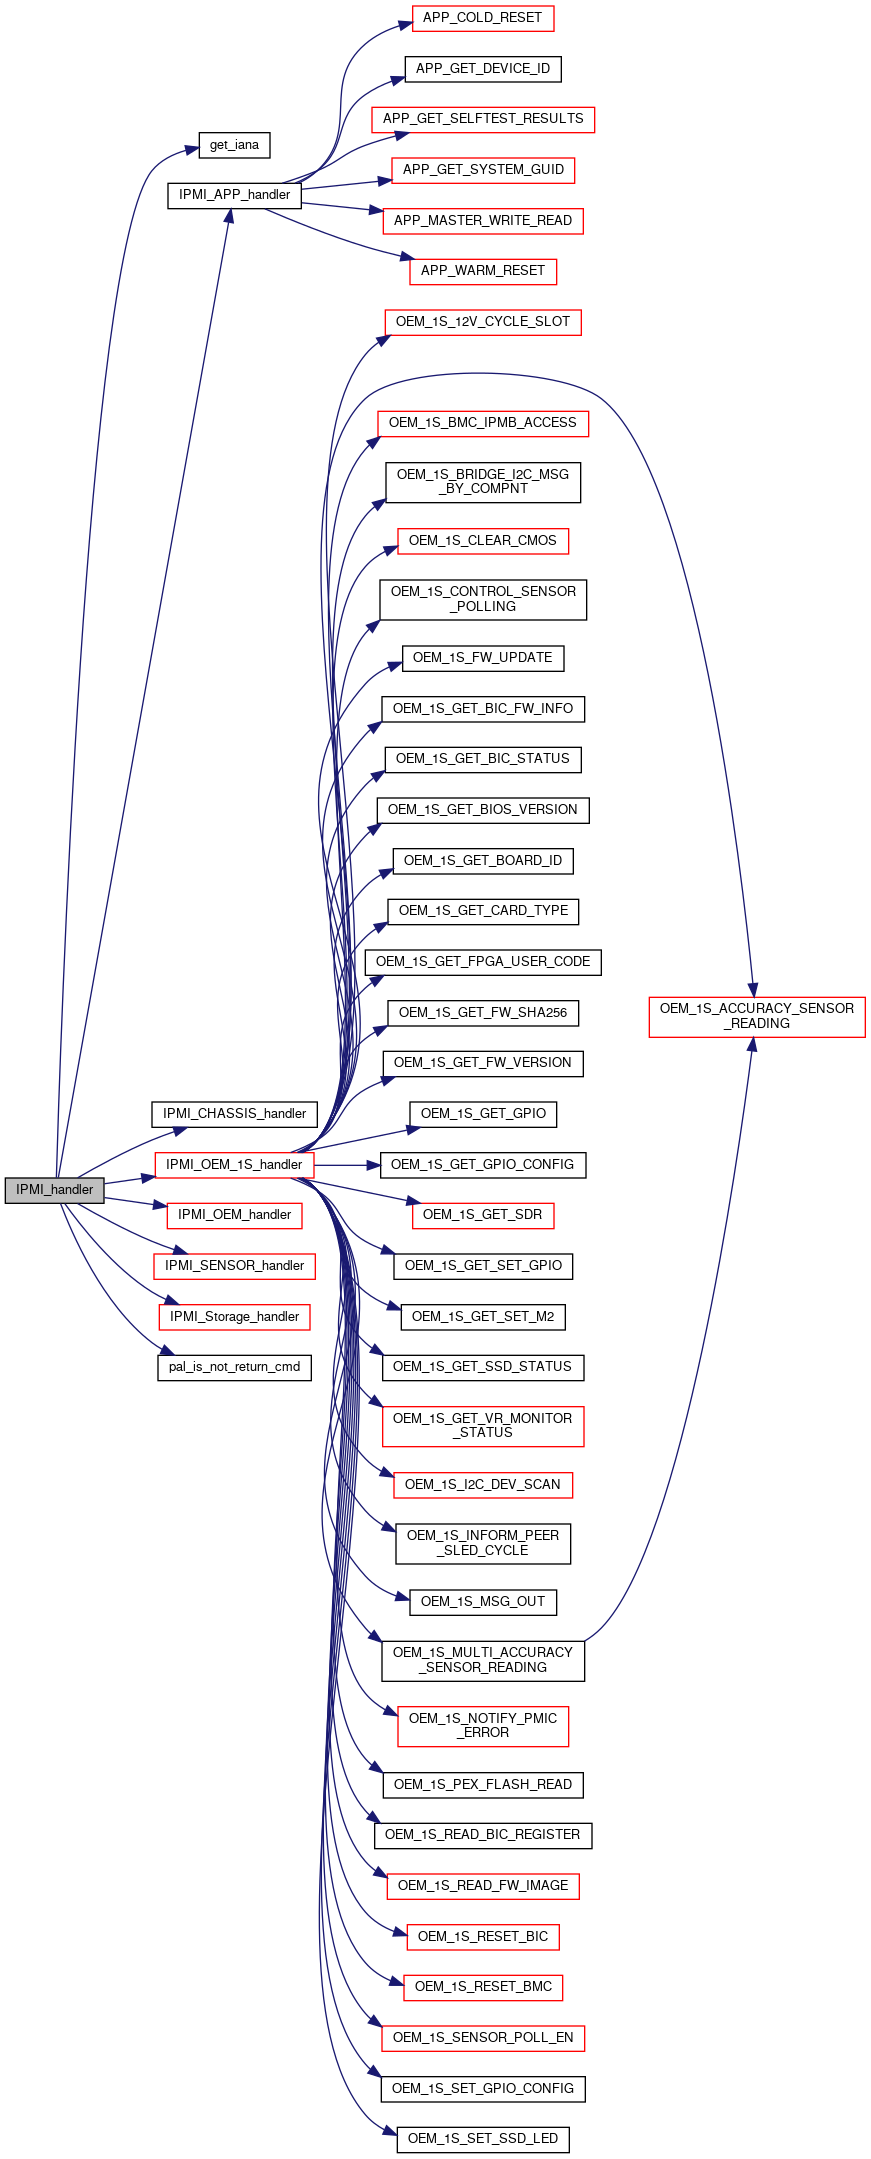 APP_COLD_RESET
APP_GET_DEVICE_ID
APP_GET_SELFTEST_RESULTS
get_iana
APP_GET_SYSTEM_GUID
IPMI_APP_handler
APP_MASTER_WRITE_READ
APP_WARM_RESET
OEM_1S_12V_CYCLE_SLOT
OEM_1S_BMC_IPMB_ACCESS
OEM_1S_BRIDGE_I2C_MSG
_BY_COMPNT
OEM_1S_CLEAR_CMOS
OEM_1S_CONTROL_SENSOR
_POLLING
OEM_1S_FW_UPDATE
OEM_1S_GET_BIC_FW_INFO
OEM_1S_GET_BIC_STATUS
OEM_1S_GET_BIOS_VERSION
OEM_1S_GET_BOARD_ID
OEM_1S_GET_CARD_TYPE
OEM_1S_GET_FPGA_USER_CODE
OEM_1S_ACCURACY_SENSOR
_READING
OEM_1S_GET_FW_SHA256
OEM_1S_GET_FW_VERSION
IPMI_CHASSIS_handler
OEM_1S_GET_GPIO
IPMI_OEM_1S_handler
OEM_1S_GET_GPIO_CONFIG
IPMI_handler
IPMI_OEM_handler
OEM_1S_GET_SDR
IPMI_SENSOR_handler
OEM_1S_GET_SET_GPIO
IPMI_Storage_handler
OEM_1S_GET_SET_M2
pal_is_not_return_cmd
OEM_1S_GET_SSD_STATUS
OEM_1S_GET_VR_MONITOR
_STATUS
OEM_1S_I2C_DEV_SCAN
OEM_1S_INFORM_PEER
_SLED_CYCLE
OEM_1S_MSG_OUT
OEM_1S_MULTI_ACCURACY
_SENSOR_READING
OEM_1S_NOTIFY_PMIC
_ERROR
OEM_1S_PEX_FLASH_READ
OEM_1S_READ_BIC_REGISTER
OEM_1S_READ_FW_IMAGE
OEM_1S_RESET_BIC
OEM_1S_RESET_BMC
OEM_1S_SENSOR_POLL_EN
OEM_1S_SET_GPIO_CONFIG
OEM_1S_SET_SSD_LED